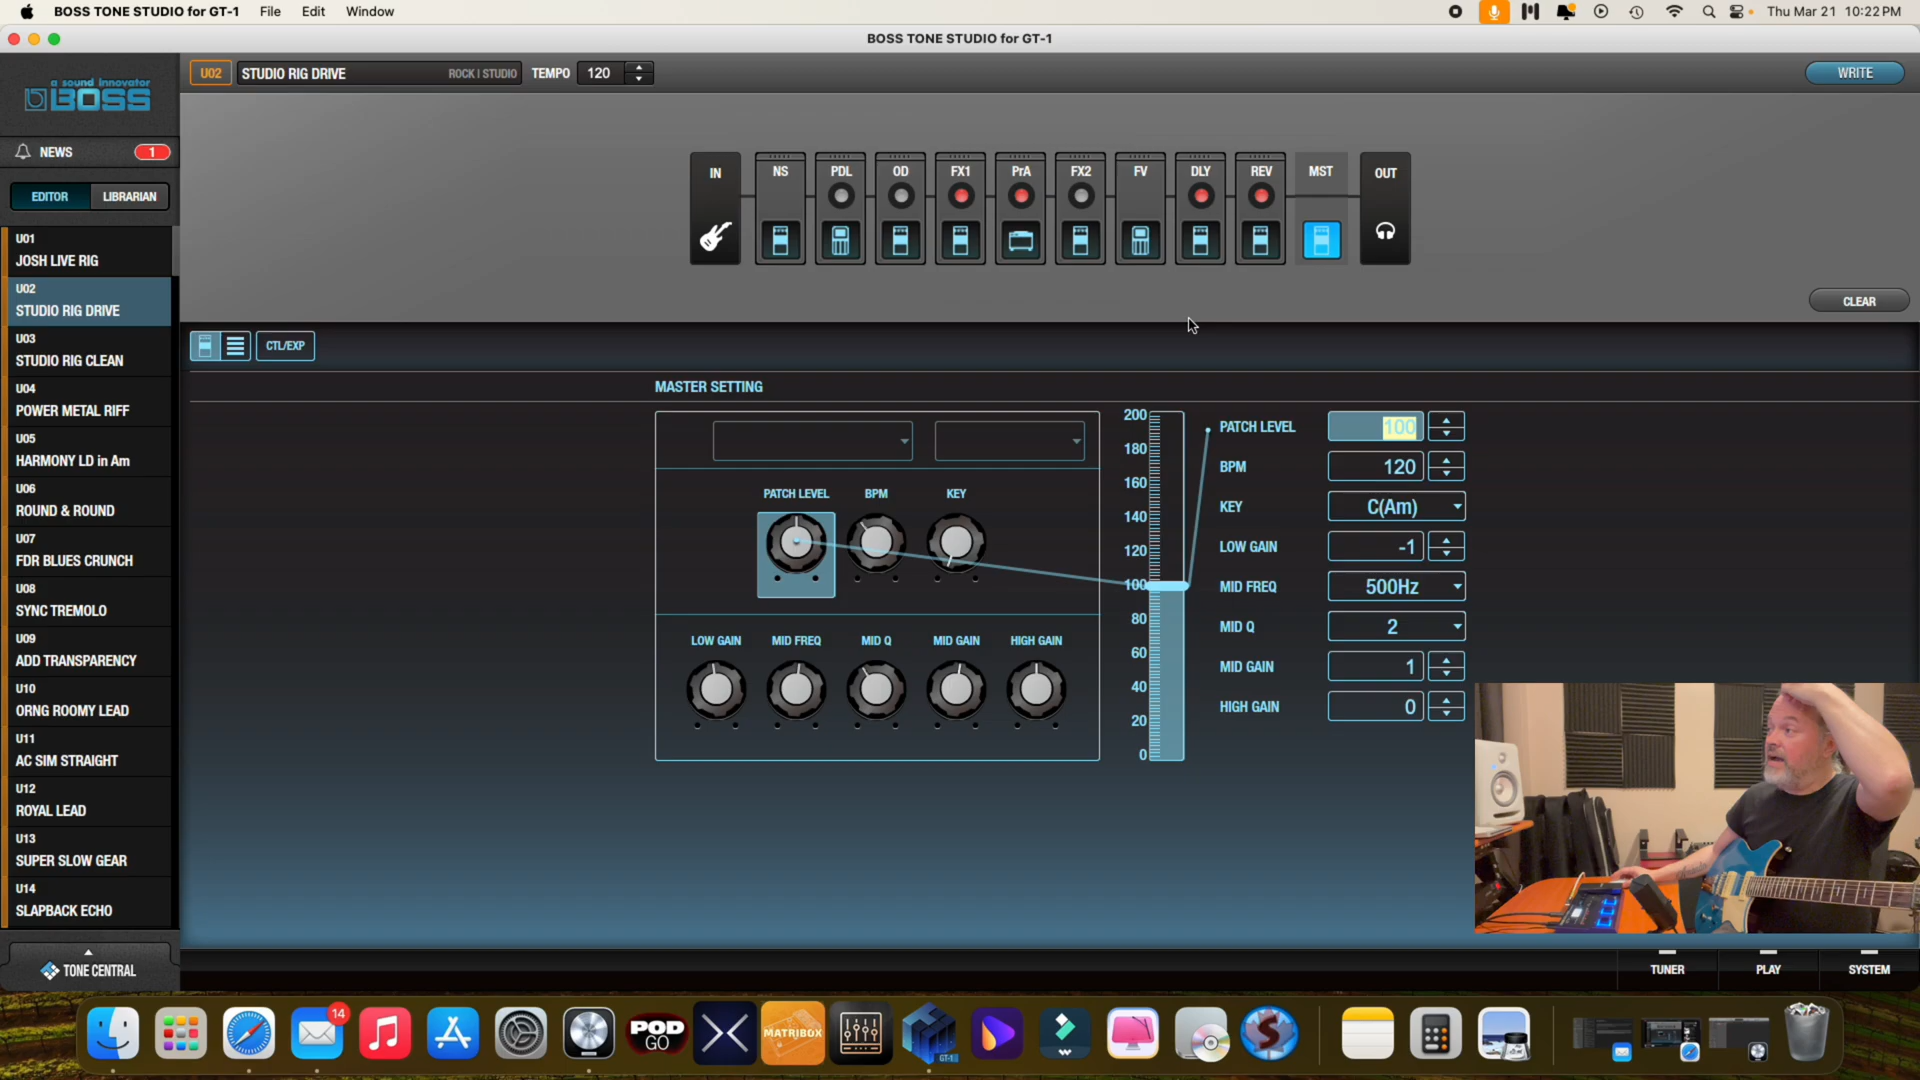 BOSS TONE STUDIO for GT-1 File Edit Window Thu Mar 21 10:22 PM
BOSS TONE STUDIO for GT-1
a sound innovator
BOSS
U02 STUDIO RIG DRIVE ROCK | STUDIO TEMPO 120 WRITE
NEWS 1
EDITOR LIBRARIAN
IN NS PDL OD FX1 PrA FX2 FV DLY REV MST OUT
CLEAR
CTL/EXP
U01
JOSH LIVE RIG
U02
STUDIO RIG DRIVE
U03
STUDIO RIG CLEAN
U04
POWER METAL RIFF
U05
HARMONY LD in Am
U06
ROUND & ROUND
U07
FDR BLUES CRUNCH
U08
SYNC TREMOLO
U09
ADD TRANSPARENCY
U10
ORNG ROOMY LEAD
U11
AC SIM STRAIGHT
U12
ROYAL LEAD
U13
SUPER SLOW GEAR
U14
SLAPBACK ECHO
TONE CENTRAL
MASTER SETTING
PATCH LEVEL BPM KEY
LOW GAIN MID FREQ MID Q MID GAIN HIGH GAIN
200
180
160
140
120
100
80
60
40
20
0
PATCH LEVEL 100
BPM 120
KEY C(Am)
LOW GAIN -1
MID FREQ 500Hz
MID Q 2
MID GAIN 1
HIGH GAIN 0
TUNER PLAY SYSTEM
14
POD
GO
MATRIBOX
GT-1